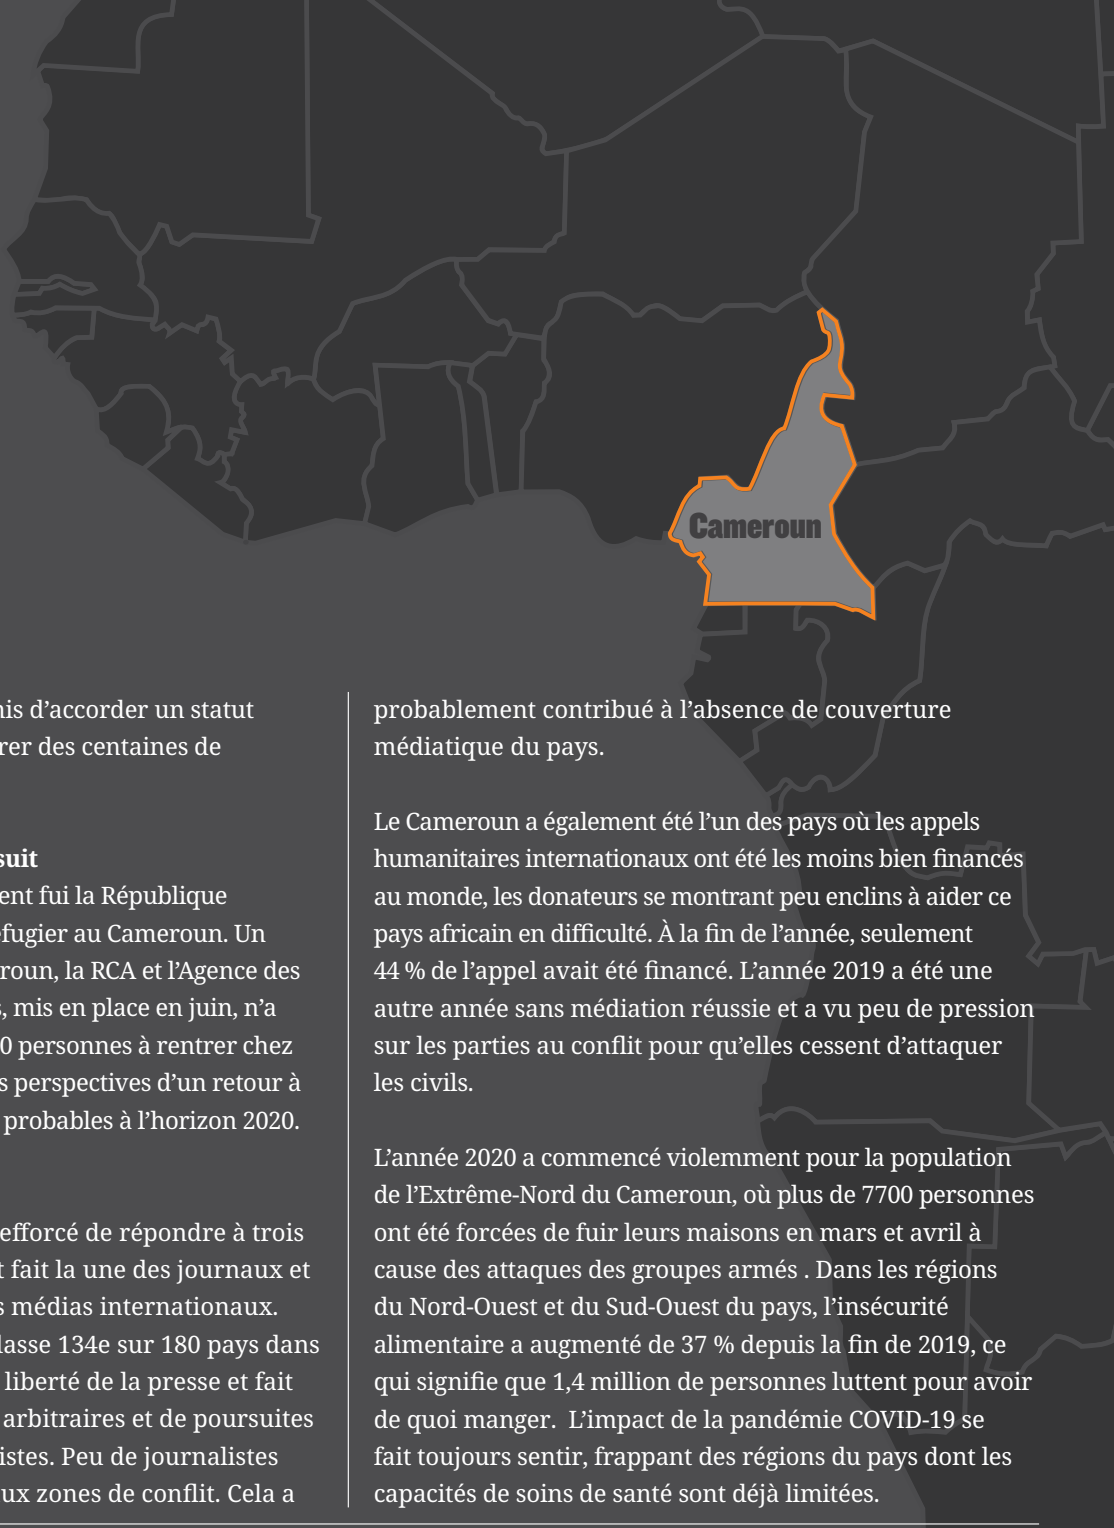 Cameroun
d’accorder un statut
des centaines de
suit
fui la République
au Cameroun. Un
la RCA et l’Agence des
mis en place en juin, n’a
0 personnes à rentrer chez
perspectives d’un retour à
probables à l’horizon 2020.
efforcé de répondre à trois
fait la une des journaux et
médias internationaux.
134e sur 180 pays dans
liberté de la presse et fait
arbitraires et de poursuites
Peu de journalistes
zones de conflit. Cela a
probablement contribué à l’absence de couverture
médiatique du pays.
Le Cameroun a également été l’un des pays où les appels
humanitaires internationaux ont été les moins bien financés
au monde, les donateurs se montrant peu enclins à aider ce
pays africain en difficulté. À la fin de l’année, seulement
44 % de l’appel avait été financé. L’année 2019 a été une
autre année sans médiation réussie et a vu peu de pression
sur les parties au conflit pour qu’elles cessent d’attaquer
les civils.
L’année 2020 a commencé violemment pour la population
de l’Extrême-Nord du Cameroun, où plus de 7700 personnes
ont été forcées de fuir leurs maisons en mars et avril à
cause des attaques des groupes armés . Dans les régions
du Nord-Ouest et du Sud-Ouest du pays, l’insécurité
alimentaire a augmenté de 37 % depuis la fin de 2019, ce
qui signifie que 1,4 million de personnes luttent pour avoir
de quoi manger.  L’impact de la pandémie COVID-19 se
fait toujours sentir, frappant des régions du pays dont les
capacités de soins de santé sont déjà limitées.